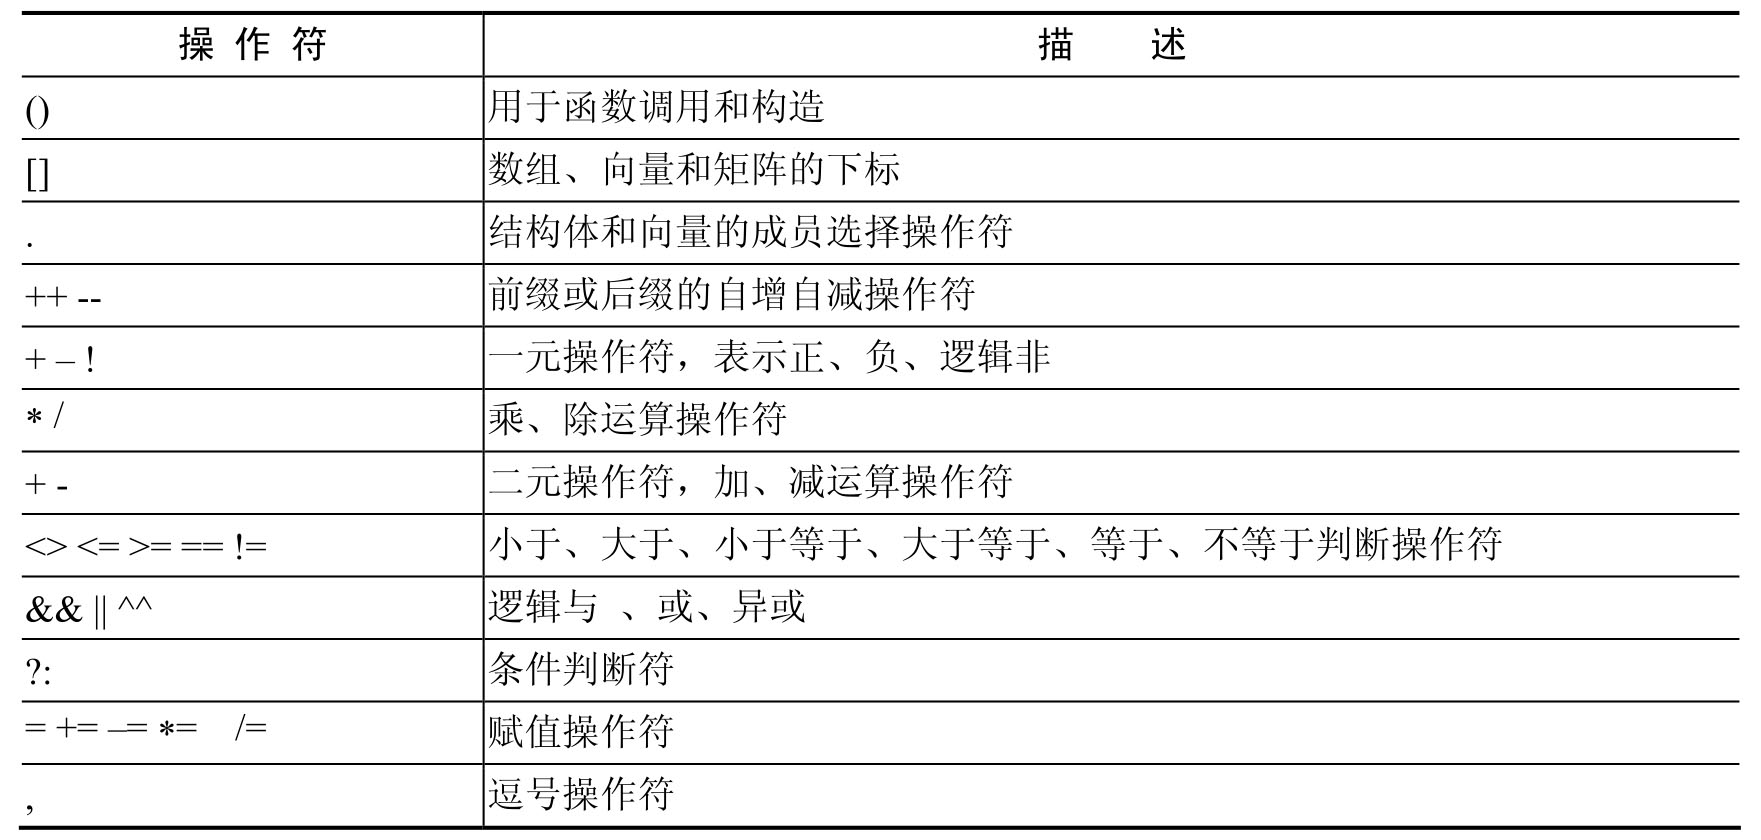 操作符 描述
() 用于函数调用和构造
[] 数组、向量和矩阵的下标
. 结构体和向量的成员选择操作符
++ -- 前缀或后缀的自增自减操作符
+ – ! 一元操作符，表示正、负、逻辑非
* / 乘、除运算操作符
+ - 二元操作符，加、减运算操作符
<> <= >= == != 小于、大于、小于等于、大于等于、等于、不等于判断操作符
&& || ^^ 逻辑与 、或、异或
?: 条件判断符
= += –= *= /= 赋值操作符
, 逗号操作符